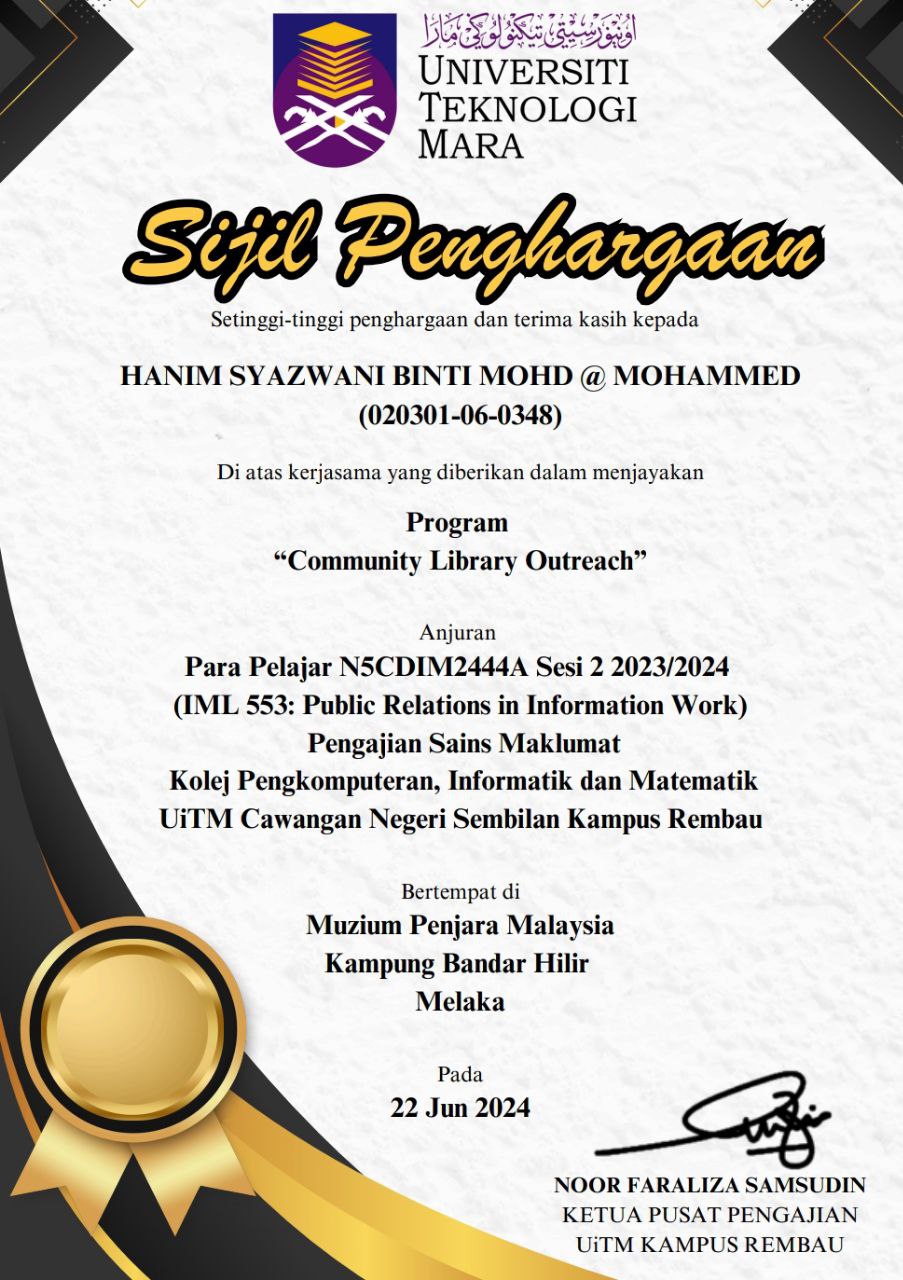 اونيۏرسيتي تيکنولوݢي مارا
UNIVERSITI
TEKNOLOGI
MARA
Sijil Penghargaan
Setinggi-tinggi penghargaan dan terima kasih kepada
HANIM SYAZWANI BINTI MOHD @ MOHAMMED
(020301-06-0348)
Di atas kerjasama yang diberikan dalam menjayakan
Program
“Community Library Outreach”
Anjuran
Para Pelajar N5CDIM2444A Sesi 2 2023/2024
(IML 553: Public Relations in Information Work)
Pengajian Sains Maklumat
Kolej Pengkomputeran, Informatik dan Matematik
UiTM Cawangan Negeri Sembilan Kampus Rembau
Bertempat di
Muzium Penjara Malaysia
Kampung Bandar Hilir
Melaka
Pada
22 Jun 2024
NOOR FARALIZA SAMSUDIN
KETUA PUSAT PENGAJIAN
UiTM KAMPUS REMBAU